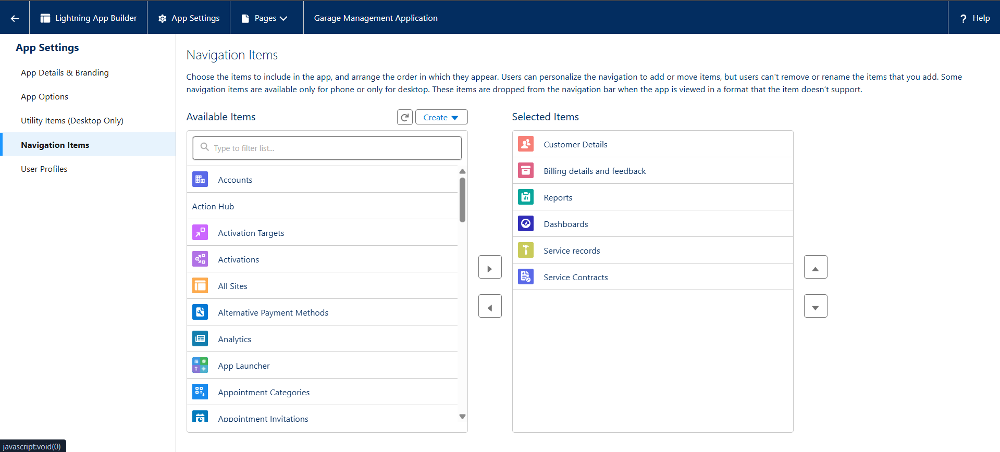 Lightning App Builder
App Settings
Pages
Garage Management Application
? Help
App Settings
App Details & Branding
App Options
Utility Items (Desktop Only)
Navigation Items
User Profiles
Navigation Items
Choose the items to include in the app, and arrange the order in which they appear. Users can personalize the navigation to add or move items, but users can't remove or rename the items that you add. Some
navigation items are available only for phone or only for desktop. These items are dropped from the navigation bar when the app is viewed in a format that the item doesn’t support.
Available Items
Create
Type to filter list...
Accounts
Action Hub
Activation Targets
Activations
All Sites
Alternative Payment Methods
Analytics
App Launcher
Appointment Categories
Appointment Invitations
Selected Items
Customer Details
Billing details and feedback
Reports
Dashboards
Service records
Service Contracts
javascript:void(0)